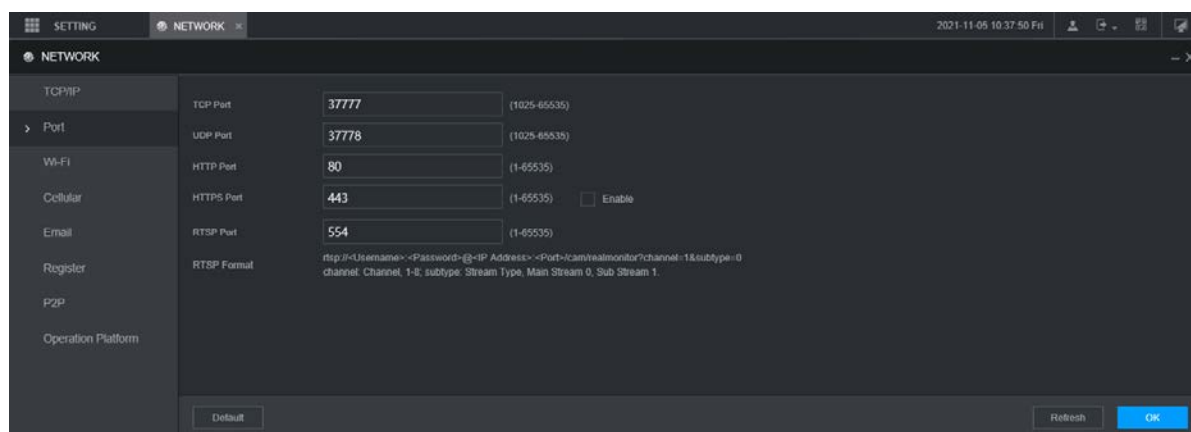 SETTING NETWORK × 2021-11-05 10:37:50 Fri
NETWORK
TCP/IP
Port
Wi-Fi
Cellular
Email
Register
P2P
Operation Platform
TCP Port 37777 (1025-65535)
UDP Port 37778 (1025-65535)
HTTP Port 80 (1-65535)
HTTPS Port 443 (1-65535) Enable
RTSP Port 554 (1-65535)
RTSP Format rtsp://<Username>:<Password>@<IP Address>:<Port>/cam/realmonitor?channel=1&subtype=0
channel: Channel, 1-8; subtype: Stream Type, Main Stream 0, Sub Stream 1.
Default Refresh OK